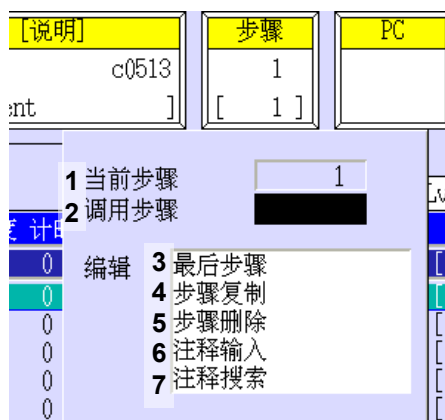 [说明] 步骤 PC
c0513 1
ent ] [ 1 ]
1 当前步骤 1
2 调用步骤
计
0 编辑 3 最后步骤 [
0 4 步骤复制 [
0 5 步骤删除 [
0 6 注释输入 [
0 7 注释搜索 [
0 [